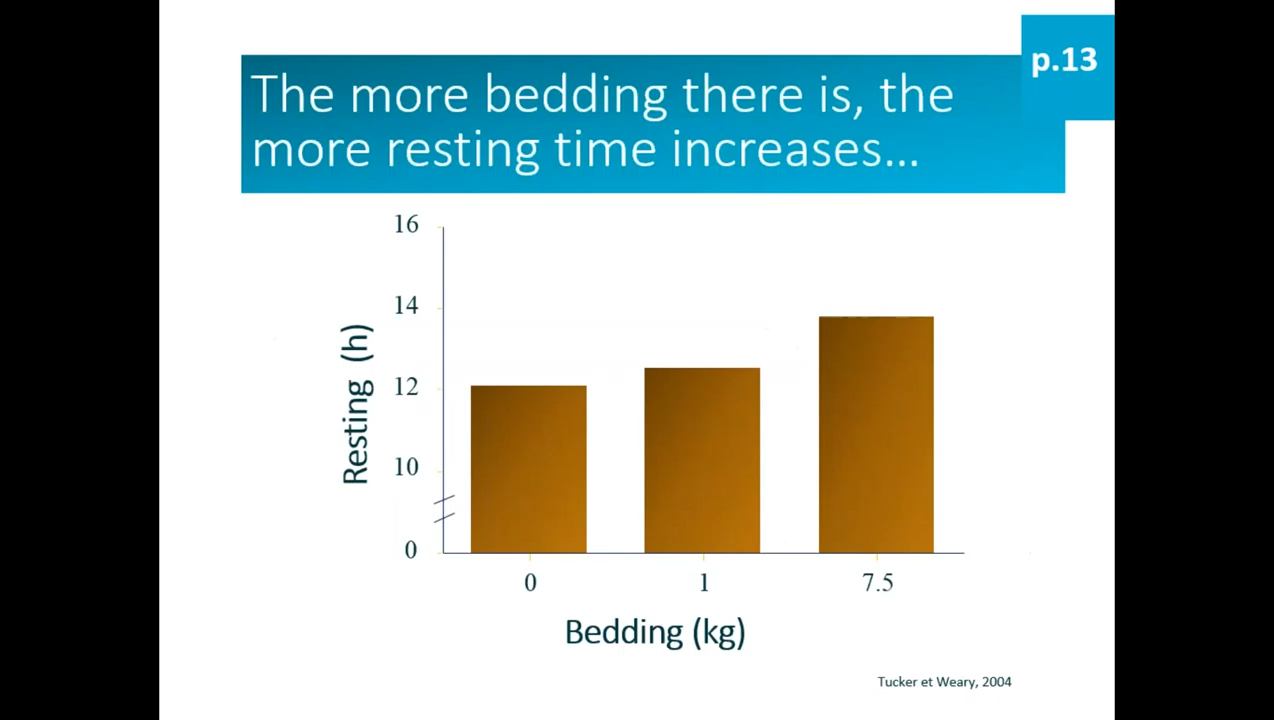 p.13
The more bedding there is, the
more resting time increases...
16
14
12
10
0
Resting (h)
0 1 7.5
Bedding (kg)
Tucker et Weary, 2004